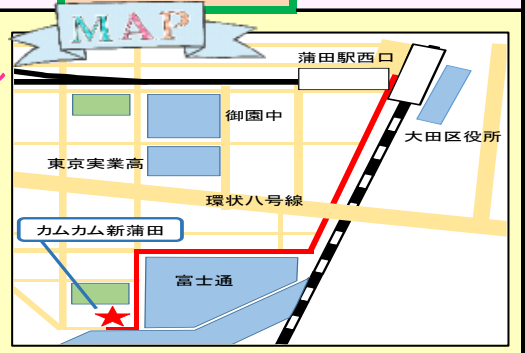 MAP
蒲田駅西口
御園中
大田区役所
東京実業高
環状八号線
カムカム新蒲田
富士通